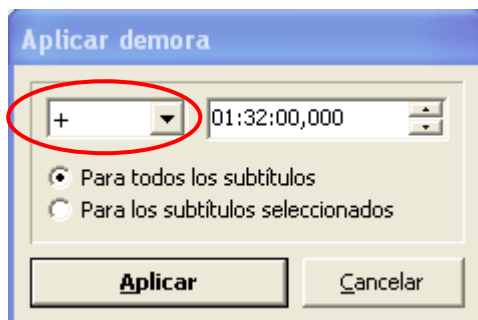 Aplicar demora
+ 01:32:00,000
Para todos los subtítulos
Para los subtítulos seleccionados
Aplicar Cancelar